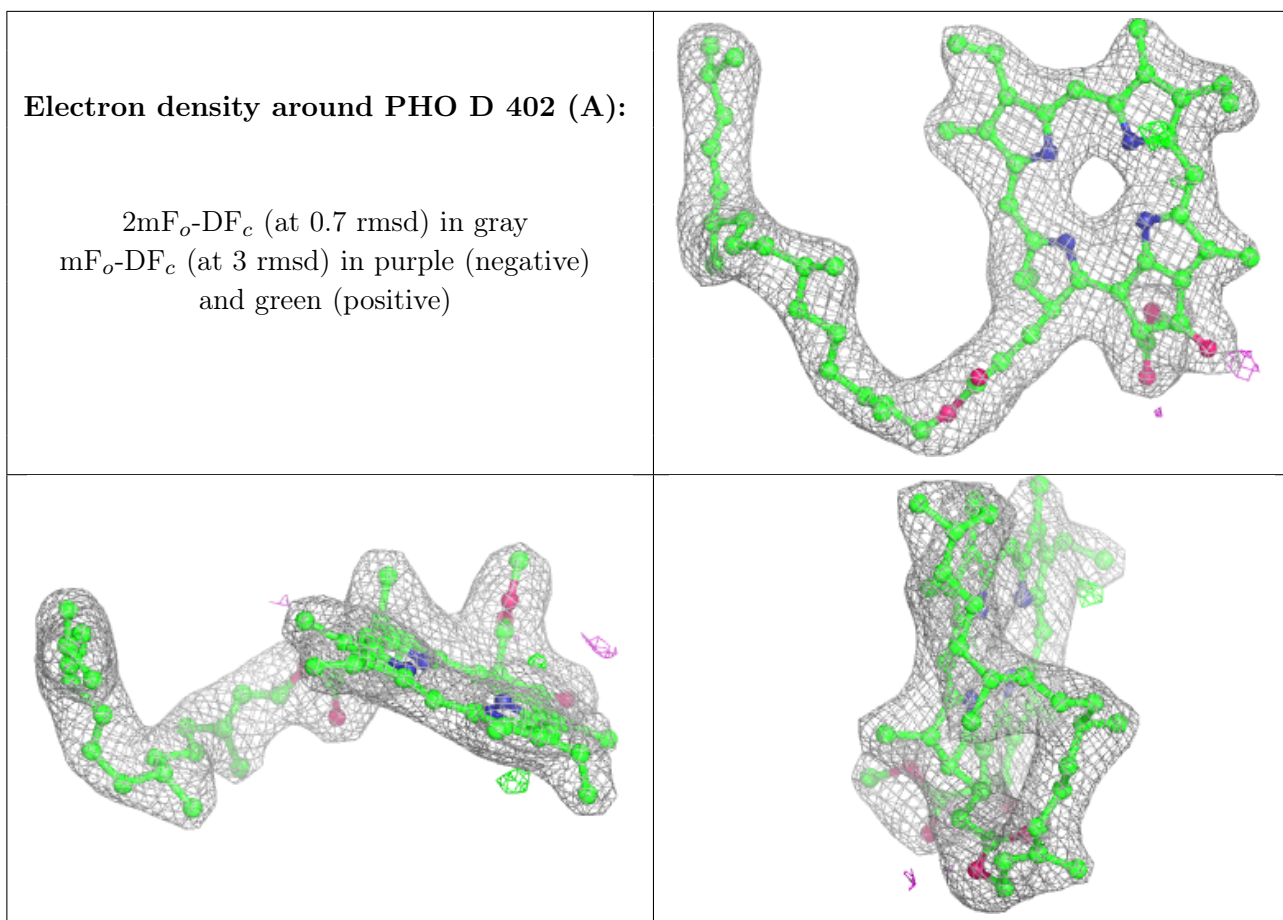 Electron density around PHO D 402 (A):
2mFo-DFc (at 0.7 rmsd) in gray
mFo-DFc (at 3 rmsd) in purple (negative)
and green (positive)